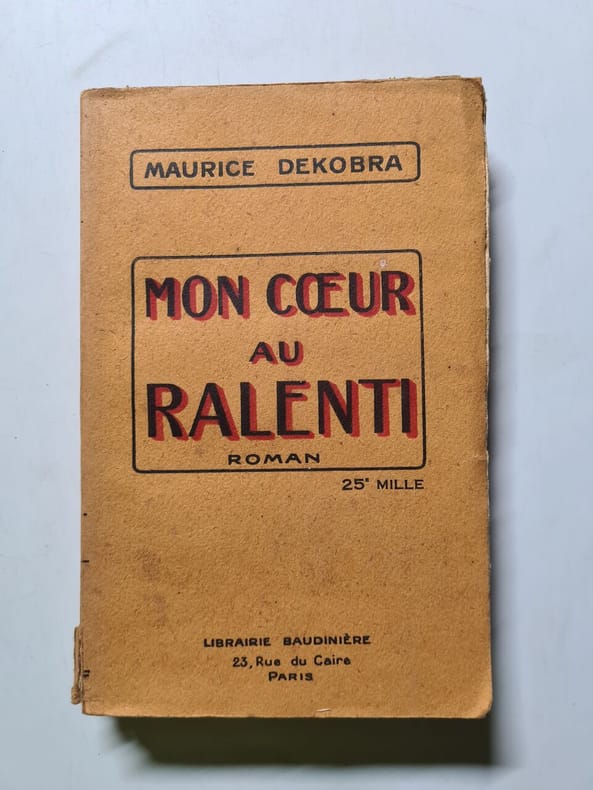 MAURICE DEKOBRA
MON CŒUR
AU
RALENTI
ROMAN
25e MILLE
LIBRAIRIE BAUDINIÈRE
23, Rue du Caire
PARIS